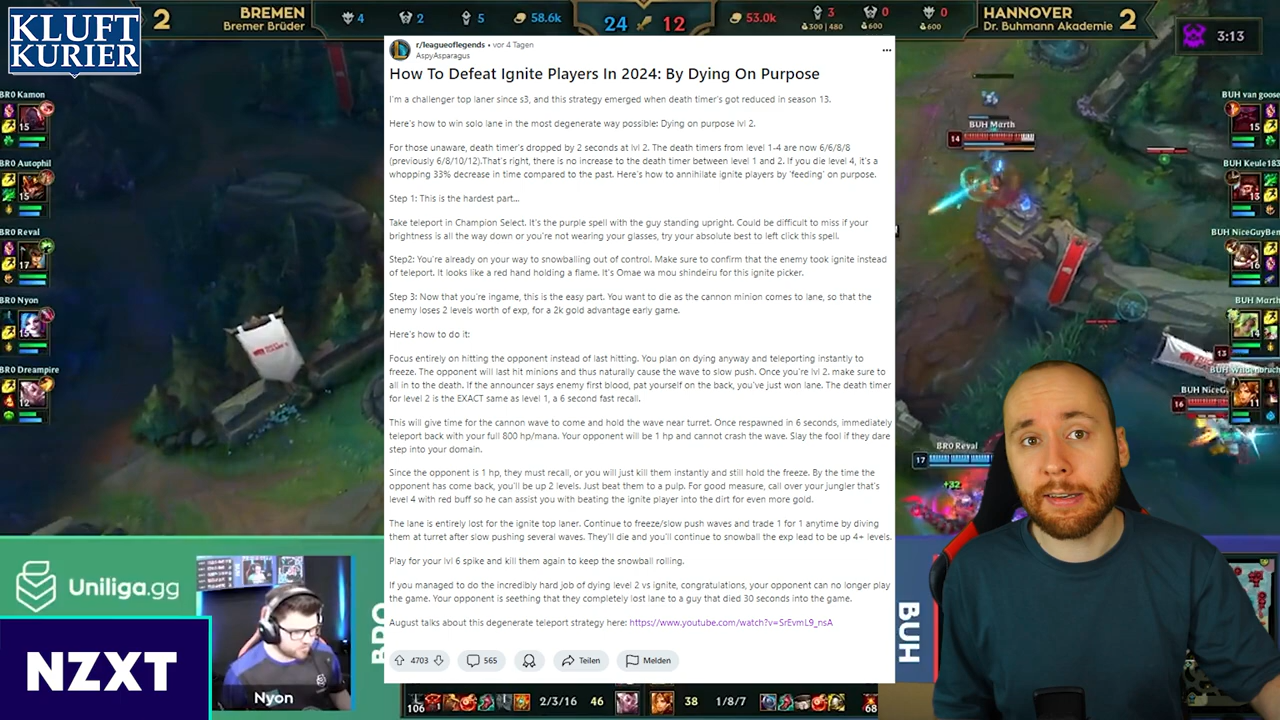 KLUFT
KURIER
2
BREMEN
Bremer Brüder
4
2
5
58.6k
24
12
53.0k
3
300 | 480
0
600
0
600
HANNOVER
Dr. Buhmann Akademie
2
3:13
BR0 Kamon
15
BR0 Autophil
15
BR0 Reval
17
BR0 Nyon
15
BR0 Dreampire
12
BUH van goose
15
BUH Keule183
13
BUH NiceGuyBen
16
BUH Marth
14
BUH Wildenbruch
11
14
BUH Marth
13
16
BUH NiceG
BR0 Reval
17
+32
r/leagueoflegends • vor 4 Tagen
AspyAsparagus
How To Defeat Ignite Players In 2024: By Dying On Purpose
I'm a challenger top laner since s3, and this strategy emerged when death timer's got reduced in season 13.
Here's how to win solo lane in the most degenerate way possible: Dying on purpose lvl 2.
For those unaware, death timer's dropped by 2 seconds at lvl 2. The death timers from level 1-4 are now 6/6/8/8
(previously 6/8/10/12).That's right, there is no increase to the death timer between level 1 and 2. If you die level 4, it's a
whopping 33% decrease in time compared to the past. Here's how to annihilate ignite players by 'feeding' on purpose.
Step 1: This is the hardest part...
Take teleport in Champion Select. It's the purple spell with the guy standing upright. Could be difficult to miss if your
brightness is all the way down or you're not wearing your glasses, try your absolute best to left click this spell.
Step2: You're already on your way to snowballing out of control. Make sure to confirm that the enemy took ignite instead
of teleport. It looks like a red hand holding a flame. It's Omae wa mou shindeiru for this ignite picker.
Step 3: Now that you're ingame, this is the easy part. You want to die as the cannon minion comes to lane, so that the
enemy loses 2 levels worth of exp, for a 2k gold advantage early game.
Here's how to do it:
Focus entirely on hitting the opponent instead of last hitting. You plan on dying anyway and teleporting instantly to
freeze. The opponent will last hit minions and thus naturally cause the wave to slow push. Once you're lvl 2. make sure to
all in to the death. If the announcer says enemy first blood, pat yourself on the back, you've just won lane. The death timer
for level 2 is the EXACT same as level 1, a 6 second fast recall.
This will give time for the cannon wave to come and hold the wave near turret. Once respawned in 6 seconds, immediately
teleport back with your full 800 hp/mana. Your opponent will be 1 hp and cannot crash the wave. Slay the fool if they dare
step into your domain.
Since the opponent is 1 hp, they must recall, or you will just kill them instantly and still hold the freeze. By the time the
opponent has come back, you'll be up 2 levels. Just beat them to a pulp. For good measure, call over your jungler that's
level 4 with red buff so he can assist you with beating the ignite player into the dirt for even more gold.
The lane is entirely lost for the ignite top laner. Continue to freeze/slow push waves and trade 1 for 1 anytime by diving
them at turret after slow pushing several waves. They'll die and you'll continue to snowball the exp lead to be up 4+ levels.
Play for your lvl 6 spike and kill them again to keep the snowball rolling.
If you managed to do the incredibly hard job of dying level 2 vs ignite, congratulations, your opponent can no longer play
the game. Your opponent is seething that they completely lost lane to a guy that died 30 seconds into the game.
August talks about this degenerate teleport strategy here: https://www.youtube.com/watch?v=SrEvmL9_nsA
4703
565
Teilen
Melden
Uniliga.gg
BRO
BUH
NZXT
Nyon
106
2/3/16
46
38
1/8/7
68